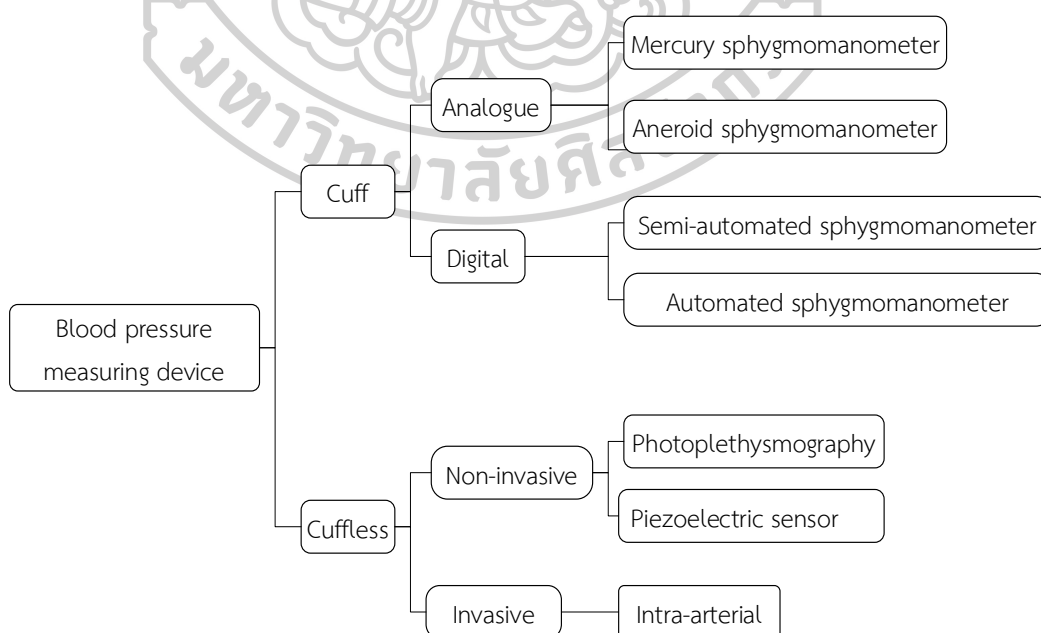 Mercury sphygmomanometer
Analogue
Aneroid sphygmomanometer
Cuff
Semi-automated sphygmomanometer
Digital
Automated sphygmomanometer
Blood pressure
measuring device
Photoplethysmography
Non-invasive
Piezoelectric sensor
Cuffless
Invasive
Intra-arterial